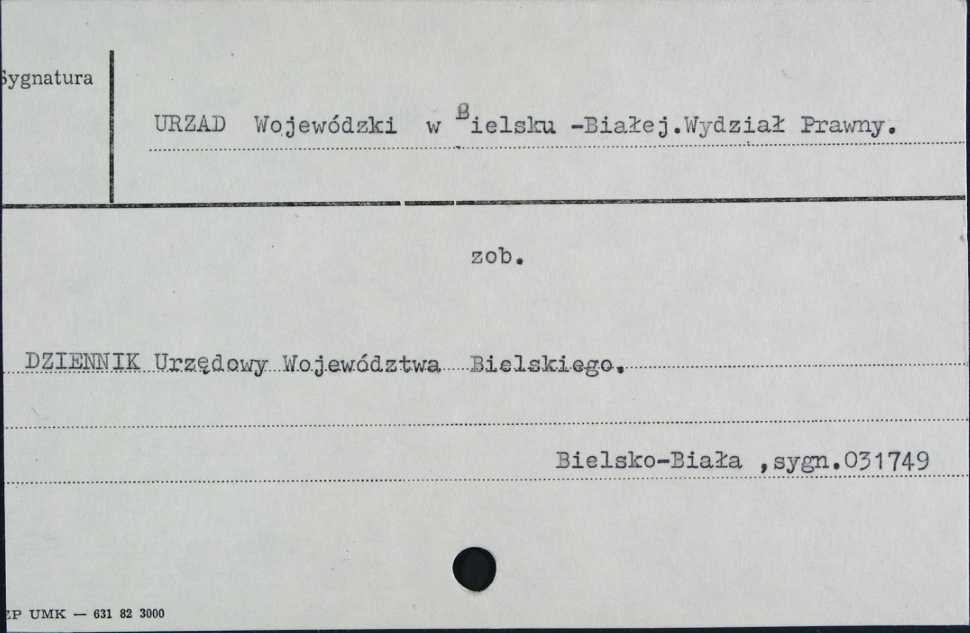 Sygnatura
URZAD Wojewódzki w Bielsku -Białej.Wydział Prawny.
zob.
DZIENNIK Urzędowy Województwa Bielskiego.
Bielsko-Biała ,sygn.031749
UMK — 631 82 3000